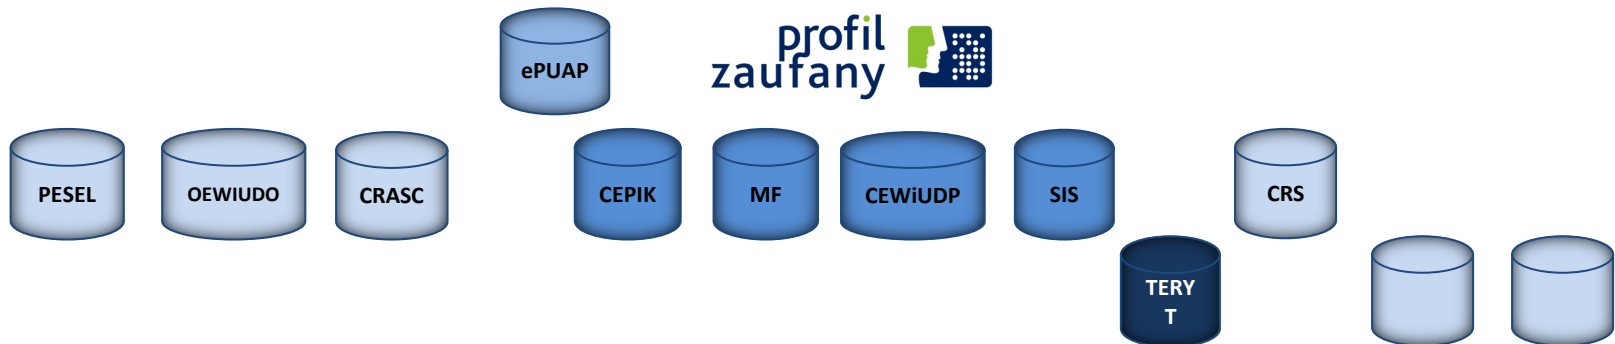 ePUAP
profil
zaufany
PESEL
OEWIUDO
CRASC
CEPIK
MF
CEWiUDP
SIS
CRS
TERY
T